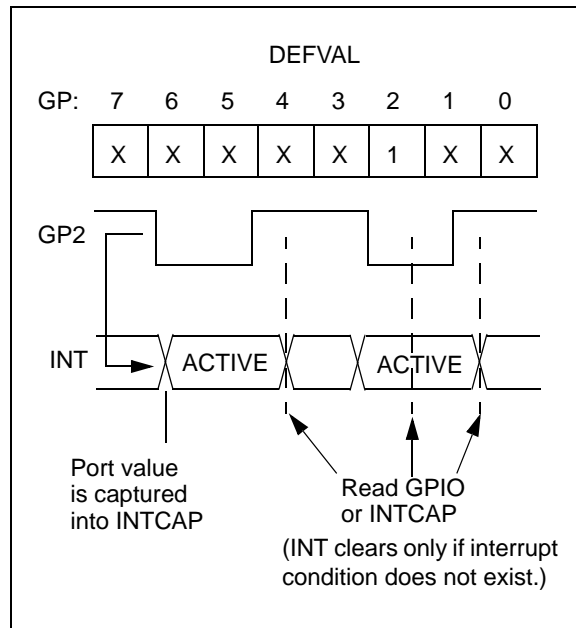 DEFVAL
GP: 7 6 5 4 3 2 1 0
X X X X X 1 X X
GP2
INT ACTIVE ACTIVE
Port value
is captured
into INTCAP
Read GPIO
or INTCAP
(INT clears only if interrupt
condition does not exist.)